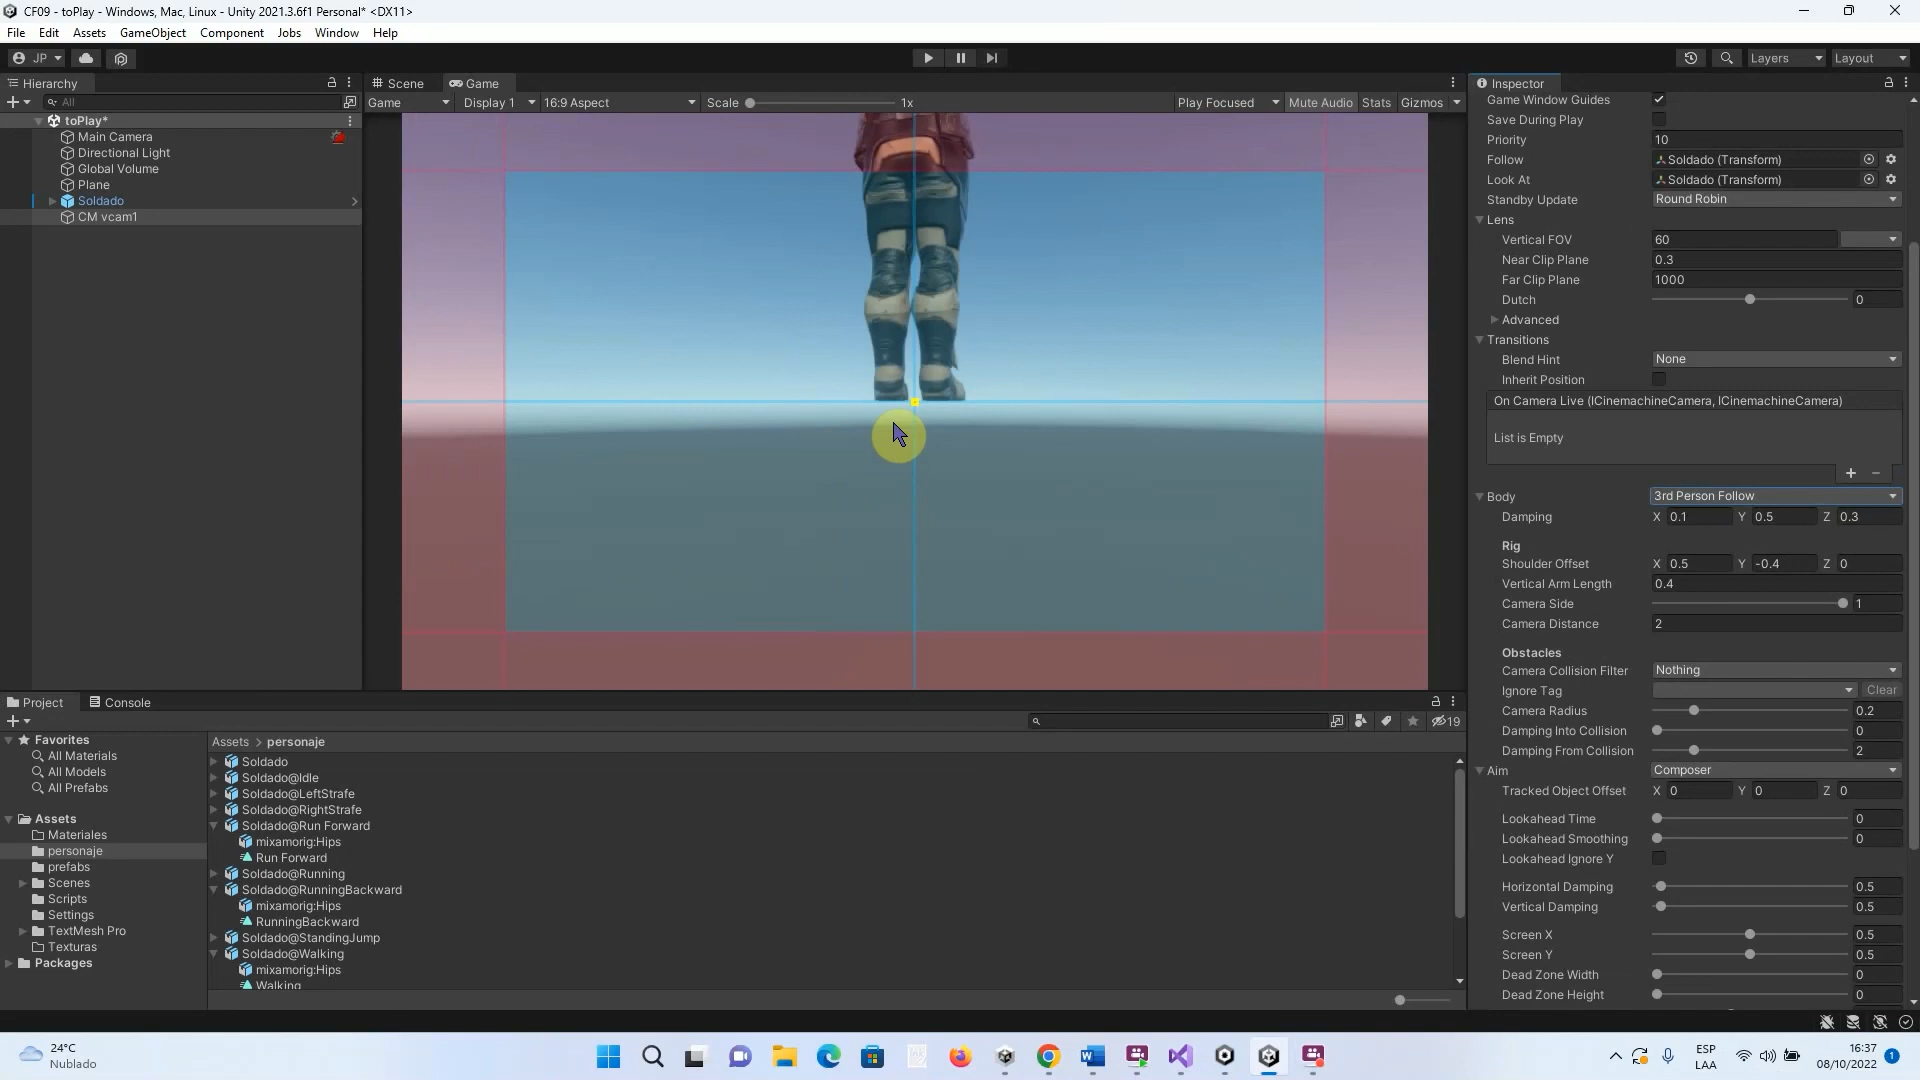 CF09 - toPlay - Windows, Mac, Linux - Unity 2021.3.6f1 Personal* <DX11>
File Edit Assets GameObject Component Jobs Window Help
JP Layers Layout
Hierarchy Scene Game Inspector
All Game Display 1 16:9 Aspect Scale 1x Play Focused Mute Audio Stats Gizmos
toPlay*
Main Camera
Directional Light
Global Volume
Plane
Soldado
CM vcam1
Game Window Guides
Save During Play
Priority 10
Follow Soldado (Transform)
Look At Soldado (Transform)
Standby Update Round Robin
Lens
Vertical FOV 60
Near Clip Plane 0.3
Far Clip Plane 1000
Dutch 0
Advanced
Transitions
Blend Hint None
Inherit Position
On Camera Live (ICinemachineCamera, ICinemachineCamera)
List is Empty
Body 3rd Person Follow
Damping X 0.1 Y 0.5 Z 0.3
Rig
Shoulder Offset X 0.5 Y -0.4 Z 0
Vertical Arm Length 0.4
Camera Side 1
Camera Distance 2
Obstacles
Camera Collision Filter Nothing
Ignore Tag Clear
Camera Radius 0.2
Damping Into Collision 0
Damping From Collision 2
Aim Composer
Tracked Object Offset X 0 Y 0 Z 0
Lookahead Time 0
Lookahead Smoothing 0
Lookahead Ignore Y
Horizontal Damping 0.5
Vertical Damping 0.5
Screen X 0.5
Screen Y 0.5
Dead Zone Width 0
Dead Zone Height 0
Project Console
19
Favorites
All Materials
All Models
All Prefabs
Assets
Materiales
personaje
prefabs
Scenes
Scripts
Settings
TextMesh Pro
Texturas
Packages
Assets > personaje
Soldado
Soldado@Idle
Soldado@LeftStrafe
Soldado@RightStrafe
Soldado@Run Forward
mixamorig:Hips
Run Forward
Soldado@Running
Soldado@RunningBackward
mixamorig:Hips
RunningBackward
Soldado@StandingJump
Soldado@Walking
mixamorig:Hips
Walking
24°C
Nublado
ESP
LAA
16:37
08/10/2022
1